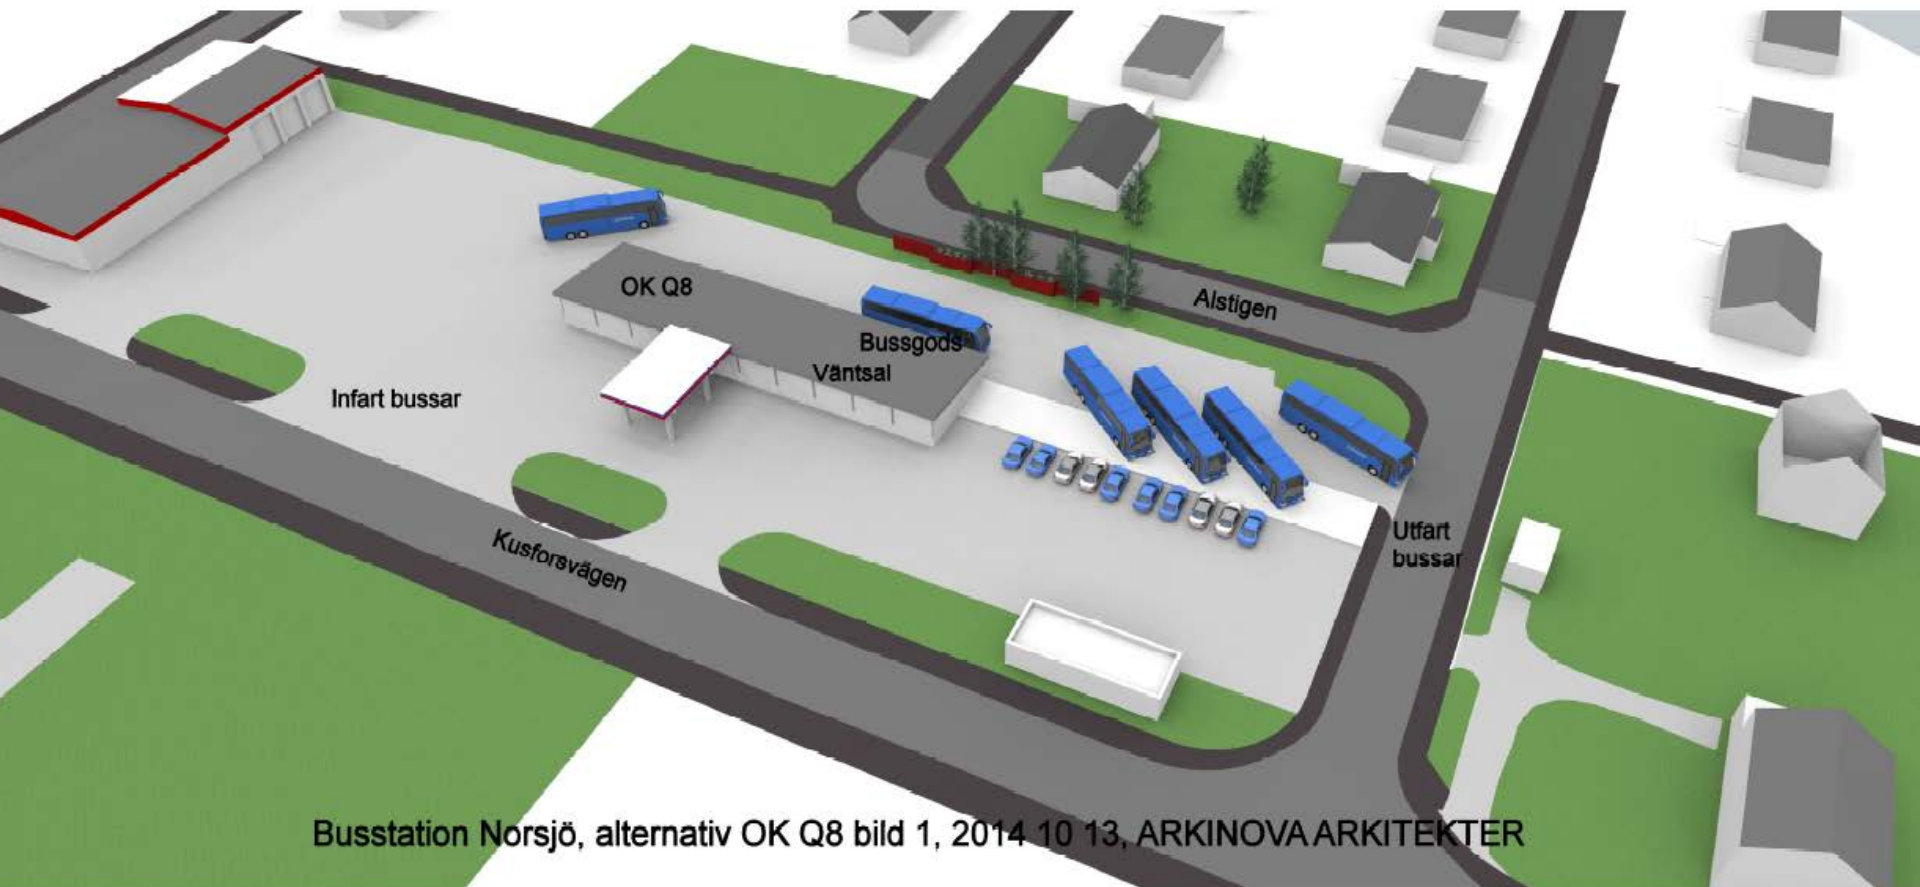 OK Q8
Alstigen
Bussgods
Väntsal
Infart bussar
Utfart
bussar
Kusforsvägen
Busstation Norsjö, alternativ OK Q8 bild 1, 2014 10 13, ARKINOVA ARKITEKTER